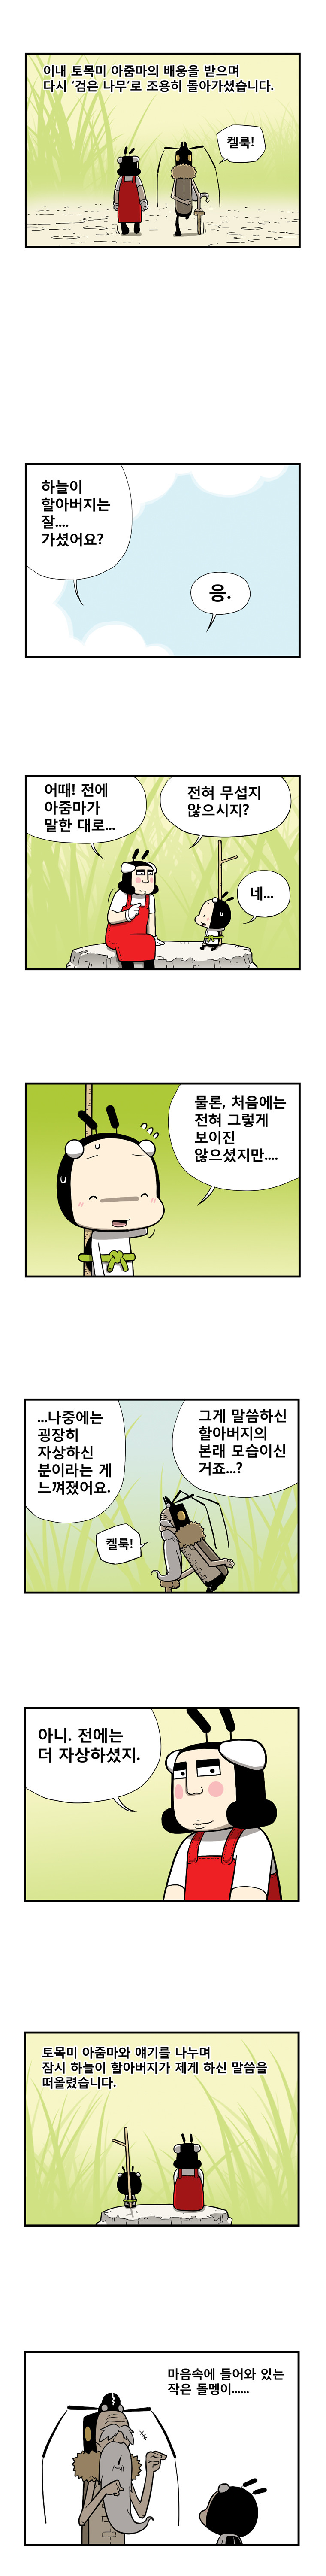 이내 토목미 아줌마의 배웅을 받으며
다시 '검은 나무'로 조용히 돌아가셨습니다.
켈룩!
하늘이
할아버지는
잘....
가셨어요?
응.
어때! 전에
아줌마가
말한 대로...
전혀 무섭지
않으시지?
네...
물론, 처음에는
전혀 그렇게
보이진
않으셨지만....
...나중에는
굉장히
자상하신
분이라는 게
느껴졌어요.
그게 말씀하신
할아버지의
본래 모습이신
거죠...?
켈룩!
아니. 전에는
더 자상하셨지.
토목미 아줌마와 얘기를 나누며
잠시 하늘이 할아버지가 제게 하신 말씀을
떠올렸습니다.
마음속에 들어와 있는
작은 돌멩이......